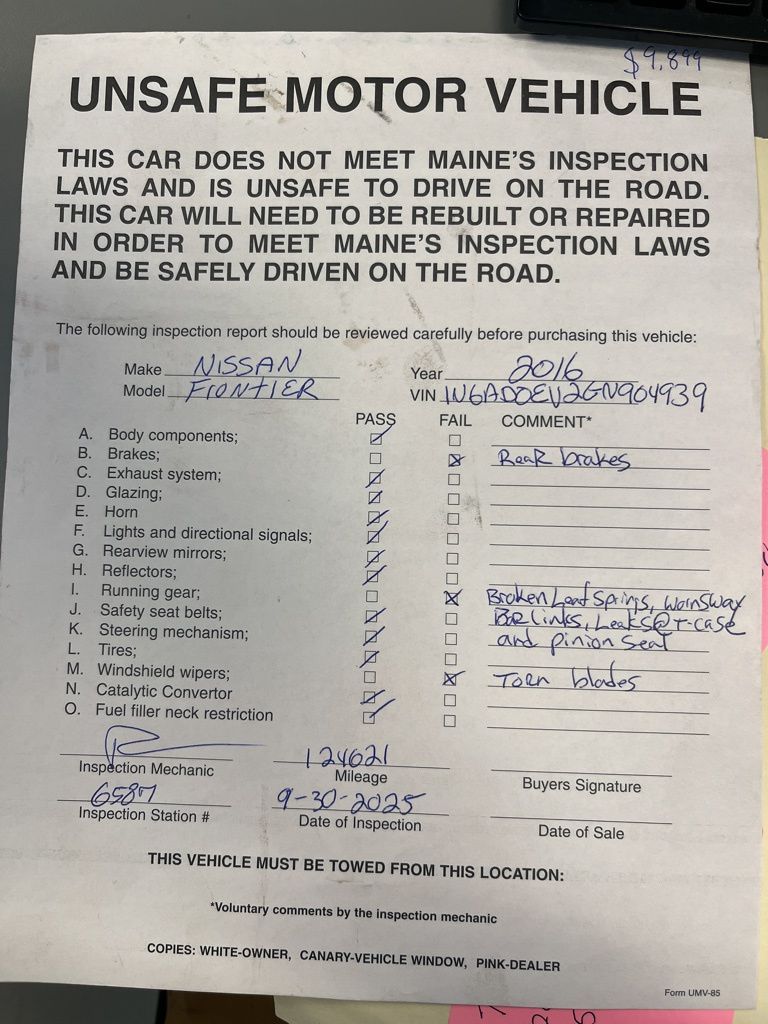 $9,899
UNSAFE MOTOR VEHICLE
THIS CAR DOES NOT MEET MAINE'S INSPECTION
LAWS AND IS UNSAFE TO DRIVE ON THE ROAD.
THIS CAR WILL NEED TO BE REBUILT OR REPAIRED
IN ORDER TO MEET MAINE'S INSPECTION LAWS
AND BE SAFELY DRIVEN ON THE ROAD.
The following inspection report should be reviewed carefully before purchasing this vehicle:
Make NISSAN Year 2016
Model FrontiER VIN 1N6AD0EV2GN904939
PASS FAIL COMMENT*
A. Body components;
B. Brakes; ReaR brakes
C. Exhaust system;
D. Glazing;
E. Horn
F. Lights and directional signals;
G. Rearview mirrors;
H. Reflectors;
I. Running gear; Broken Leaf Springs, Worn Sway
J. Safety seat belts; Bar links, Leaks @ t-case
K. Steering mechanism; and pinion seal
L. Tires;
M. Windshield wipers; Torn blades
N. Catalytic Convertor
O. Fuel filler neck restriction
124621
Inspection Mechanic Mileage Buyers Signature
9-30-2025
Inspection Station # Date of Inspection Date of Sale
THIS VEHICLE MUST BE TOWED FROM THIS LOCATION:
*Voluntary comments by the inspection mechanic
COPIES: WHITE-OWNER, CANARY-VEHICLE WINDOW, PINK-DEALER
Form UMV-85